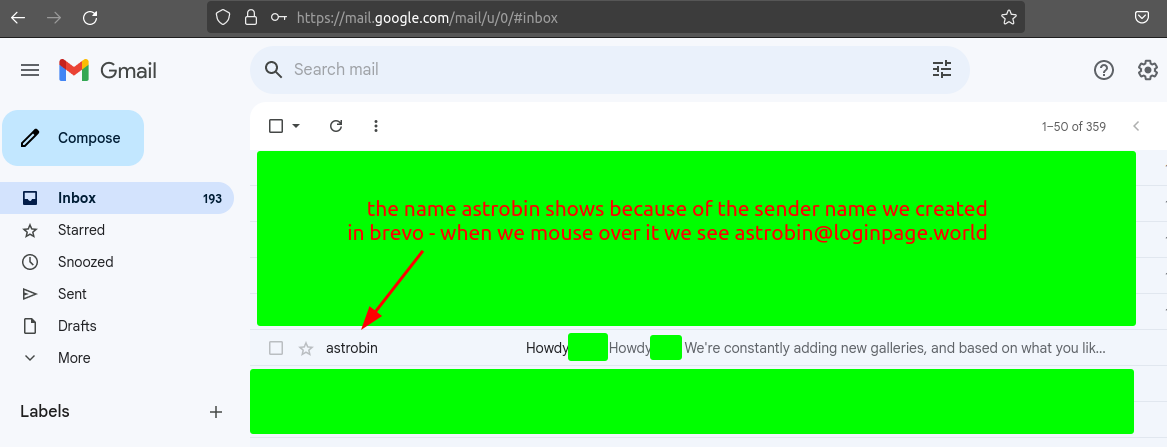 https://mail.google.com/mail/u/0/#inbox
Gmail
Search mail
Compose
1–50 of 359
Inbox 193
the name astrobin shows because of the sender name we created
in brevo - when we mouse over it we see astrobin@loginpage.world
Starred
Snoozed
Sent
Drafts
astrobin Howdy Howdy We're constantly adding new galleries, and based on what you lik...
More
Labels